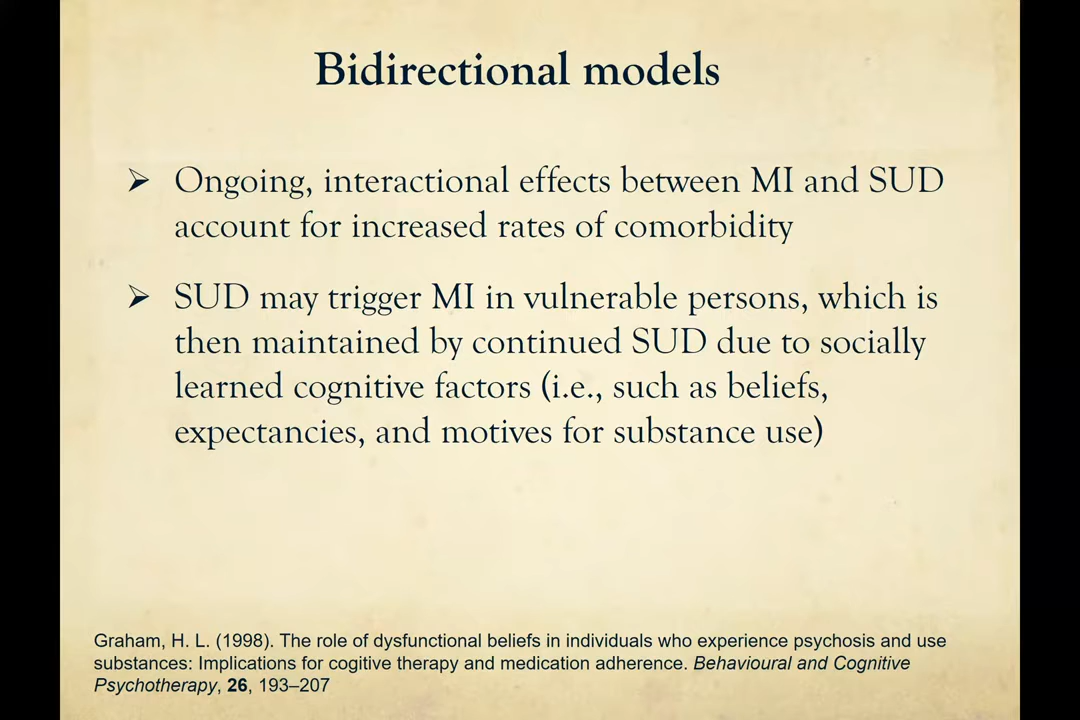 Bidirectional models
➢ Ongoing, interactional effects between MI and SUD
account for increased rates of comorbidity
➢ SUD may trigger MI in vulnerable persons, which is
then maintained by continued SUD due to socially
learned cognitive factors (i.e., such as beliefs,
expectancies, and motives for substance use)
Graham, H. L. (1998). The role of dysfunctional beliefs in individuals who experience psychosis and use
substances: Implications for cogitive therapy and medication adherence. Behavioural and Cognitive
Psychotherapy, 26, 193–207